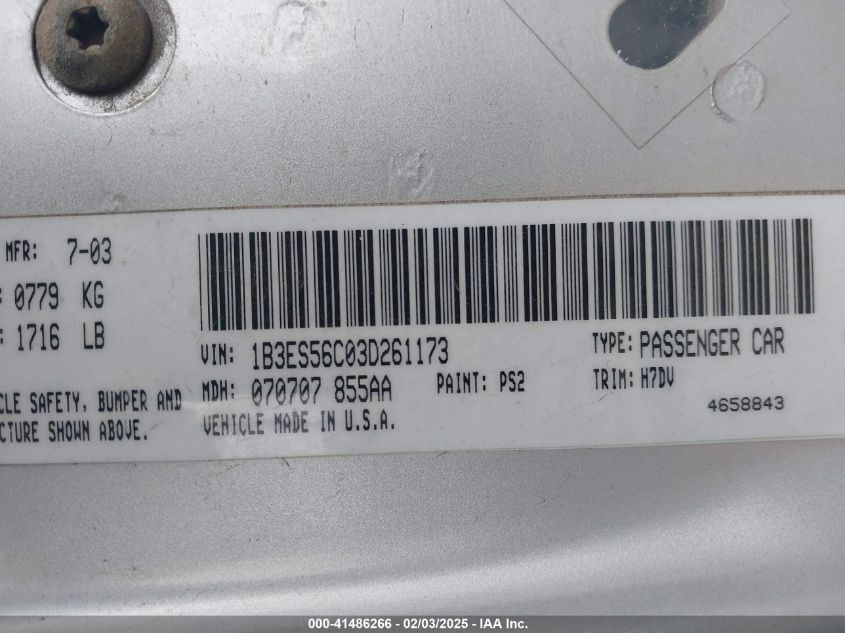 MFR: 7-03
: 0779 KG
: 1716 LB
VIN: 1B3ES56C03D261173
TYPE: PASSENGER CAR
MDH: 070707 855AA
PAINT: PS2
TRIM: H7DV
CLE SAFETY, BUMPER AND
CTURE SHOWN ABOVE.
VEHICLE MADE IN U.S.A.
4658843
000-41486266 - 02/03/2025 - IAA Inc.